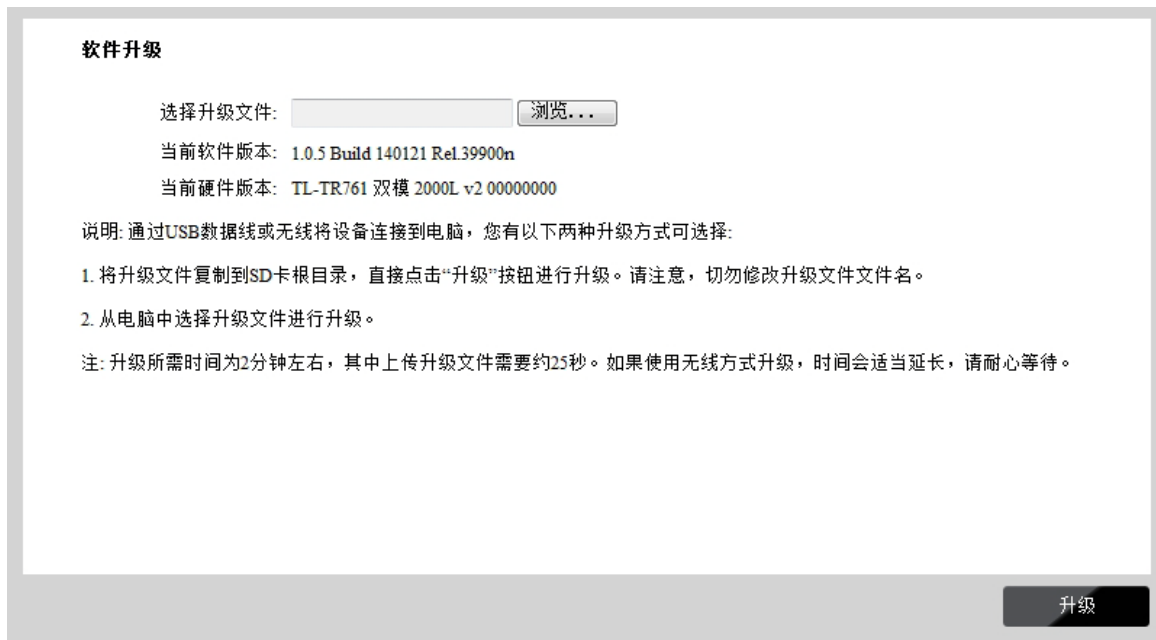 软件升级
选择升级文件: 浏览...
当前软件版本: 1.0.5 Build 140121 Rel.39900n
当前硬件版本: TL-TR761 双模 2000L v2 00000000
说明: 通过USB数据线或无线将设备连接到电脑，您有以下两种升级方式可选择:
1. 将升级文件复制到SD卡根目录，直接点击“升级”按钮进行升级。请注意，切勿修改升级文件文件名。
2. 从电脑中选择升级文件进行升级。
注: 升级所需时间为2分钟左右，其中上传升级文件需要约25秒。如果使用无线方式升级，时间会适当延长，请耐心等待。
升级